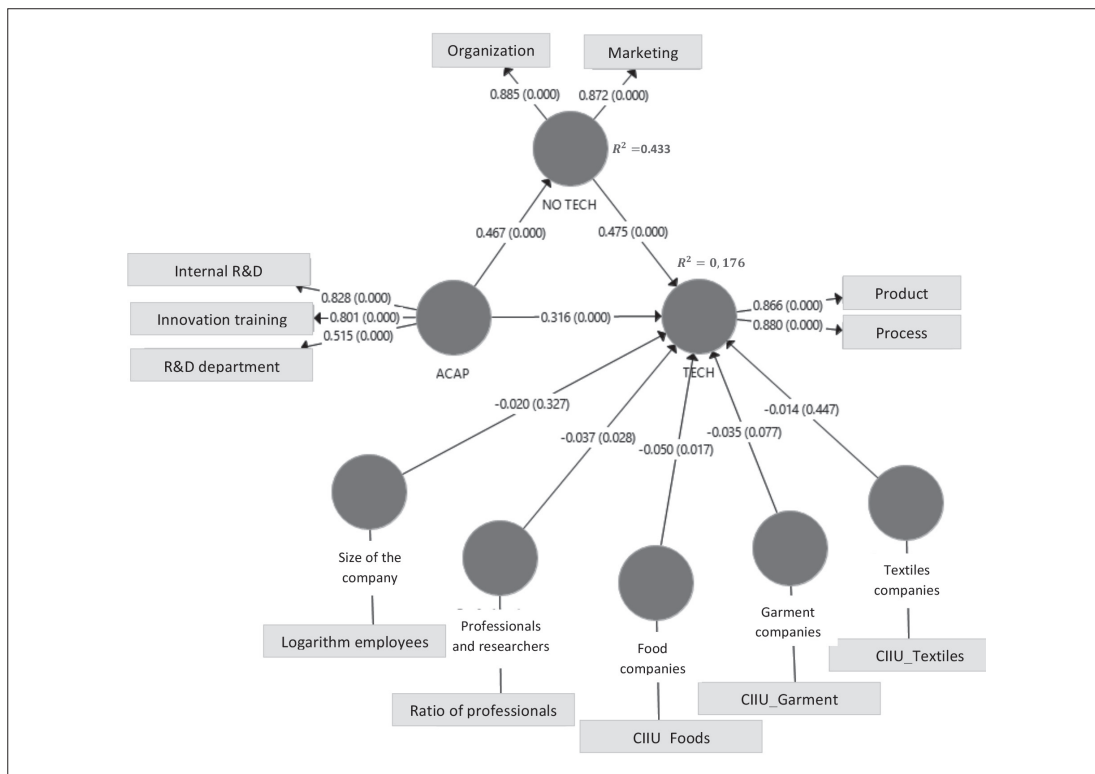 Organization
Marketing
0.885 (0.000)
0.872 (0.000)
R² =0.433
NO TECH
0.467 (0.000)
0.475 (0.000)
R² = 0,176
Internal R&D
Innovation training
R&D department
0.828 (0.000)
0.801 (0.000)
0.515 (0.000)
ACAP
0.316 (0.000)
TECH
0.866 (0.000)
0.880 (0.000)
Product
Process
-0.020 (0.327)
-0.037 (0.028)
-0.050 (0.017)
-0.035 (0.077)
-0.014 (0.447)
Size of the
company
Logarithm employees
Professionals
and researchers
Ratio of professionals
Food
companies
CIIU Foods
Garment
companies
CIIU_Garment
Textiles
companies
CIIU_Textiles